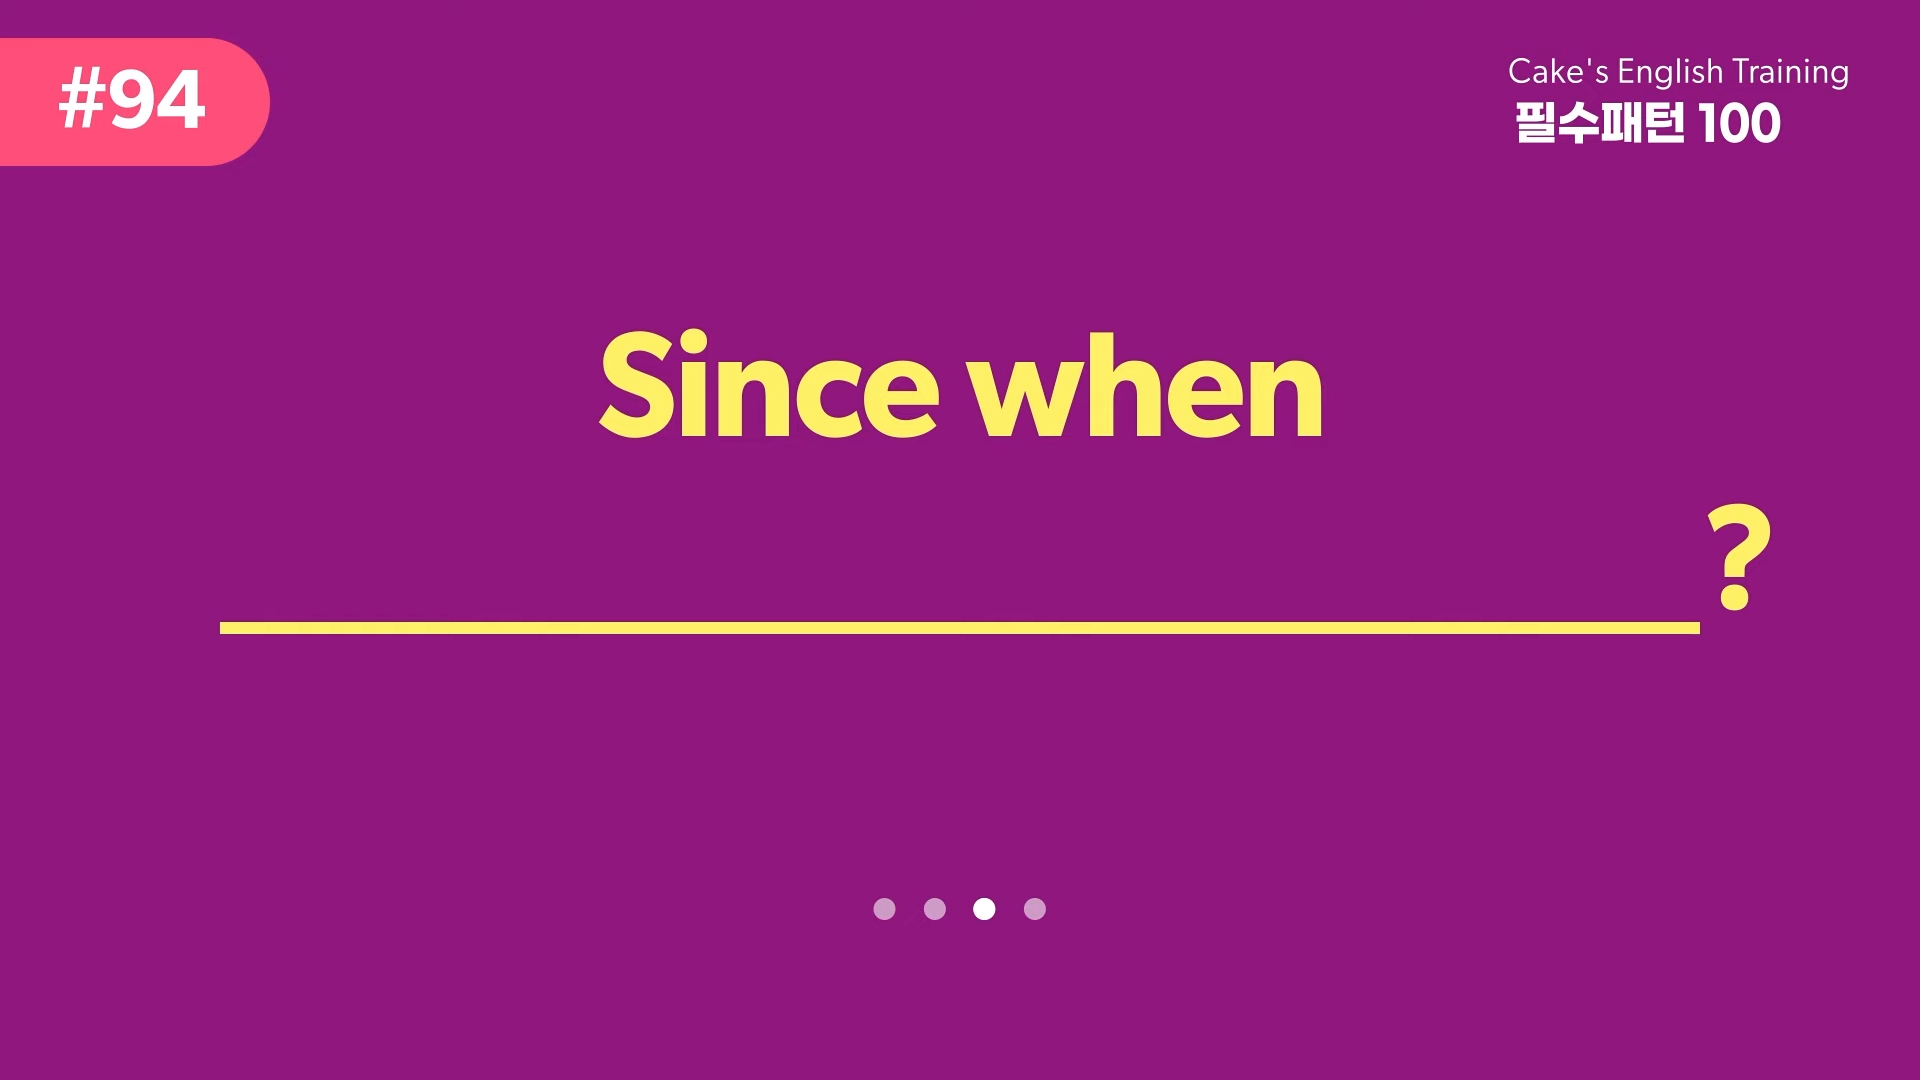 #94
Cake's English Training
필수패턴 100
Since when
?